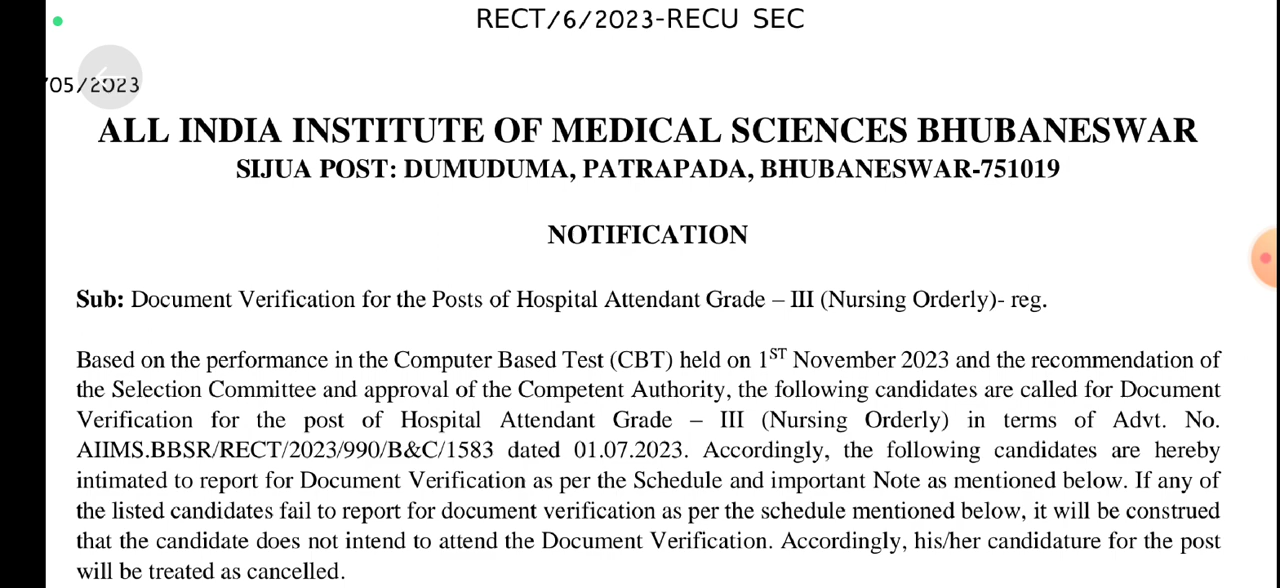 RECT/6/2023-RECU SEC
/05/2023
ALL INDIA INSTITUTE OF MEDICAL SCIENCES BHUBANESWAR
SIJUA POST: DUMUDUMA, PATRAPADA, BHUBANESWAR-751019
NOTIFICATION
Sub: Document Verification for the Posts of Hospital Attendant Grade – III (Nursing Orderly)- reg.
Based on the performance in the Computer Based Test (CBT) held on 1ST November 2023 and the recommendation of
the Selection Committee and approval of the Competent Authority, the following candidates are called for Document
Verification for the post of Hospital Attendant Grade – III (Nursing Orderly) in terms of Advt. No.
AIIMS.BBSR/RECT/2023/990/B&C/1583 dated 01.07.2023. Accordingly, the following candidates are hereby
intimated to report for Document Verification as per the Schedule and important Note as mentioned below. If any of
the listed candidates fail to report for document verification as per the schedule mentioned below, it will be construed
that the candidate does not intend to attend the Document Verification. Accordingly, his/her candidature for the post
will be treated as cancelled.